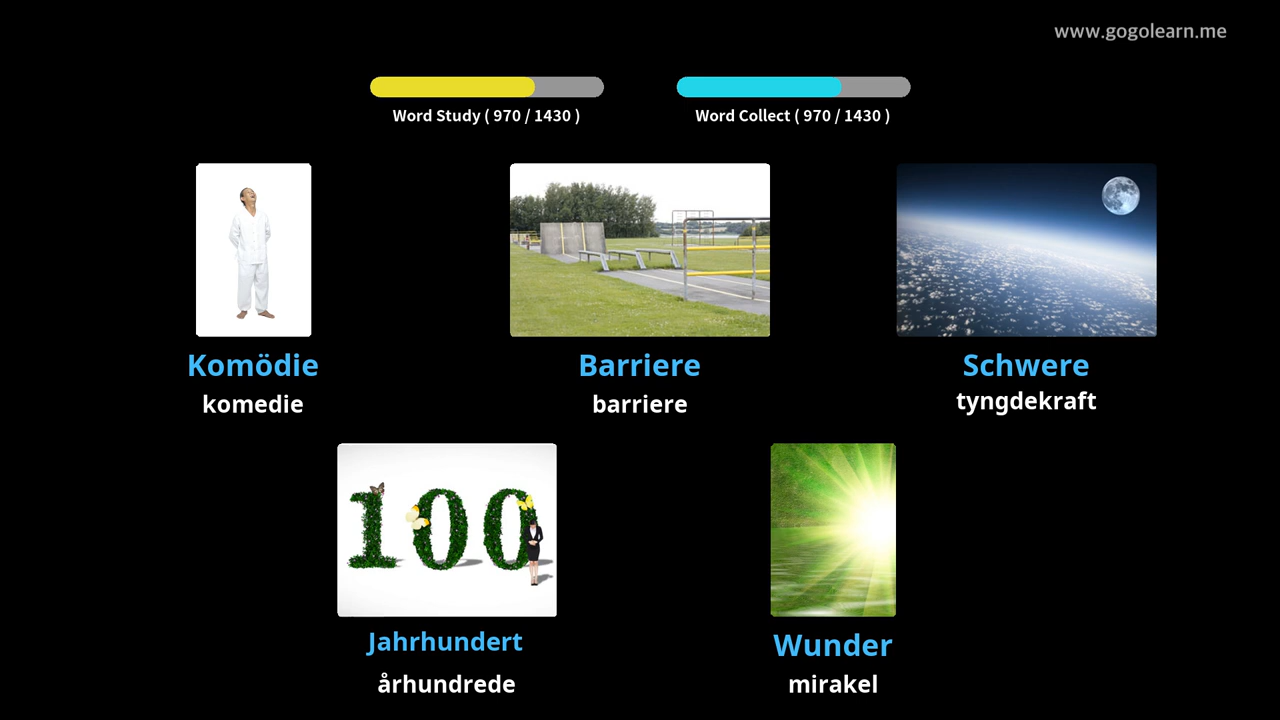 www.gogolearn.me
Word Study ( 970 / 1430 )
Word Collect ( 970 / 1430 )
Komödie
komedie
Barriere
barriere
Schwere
tyngdekraft
100
Jahrhundert
århundrede
Wunder
mirakel